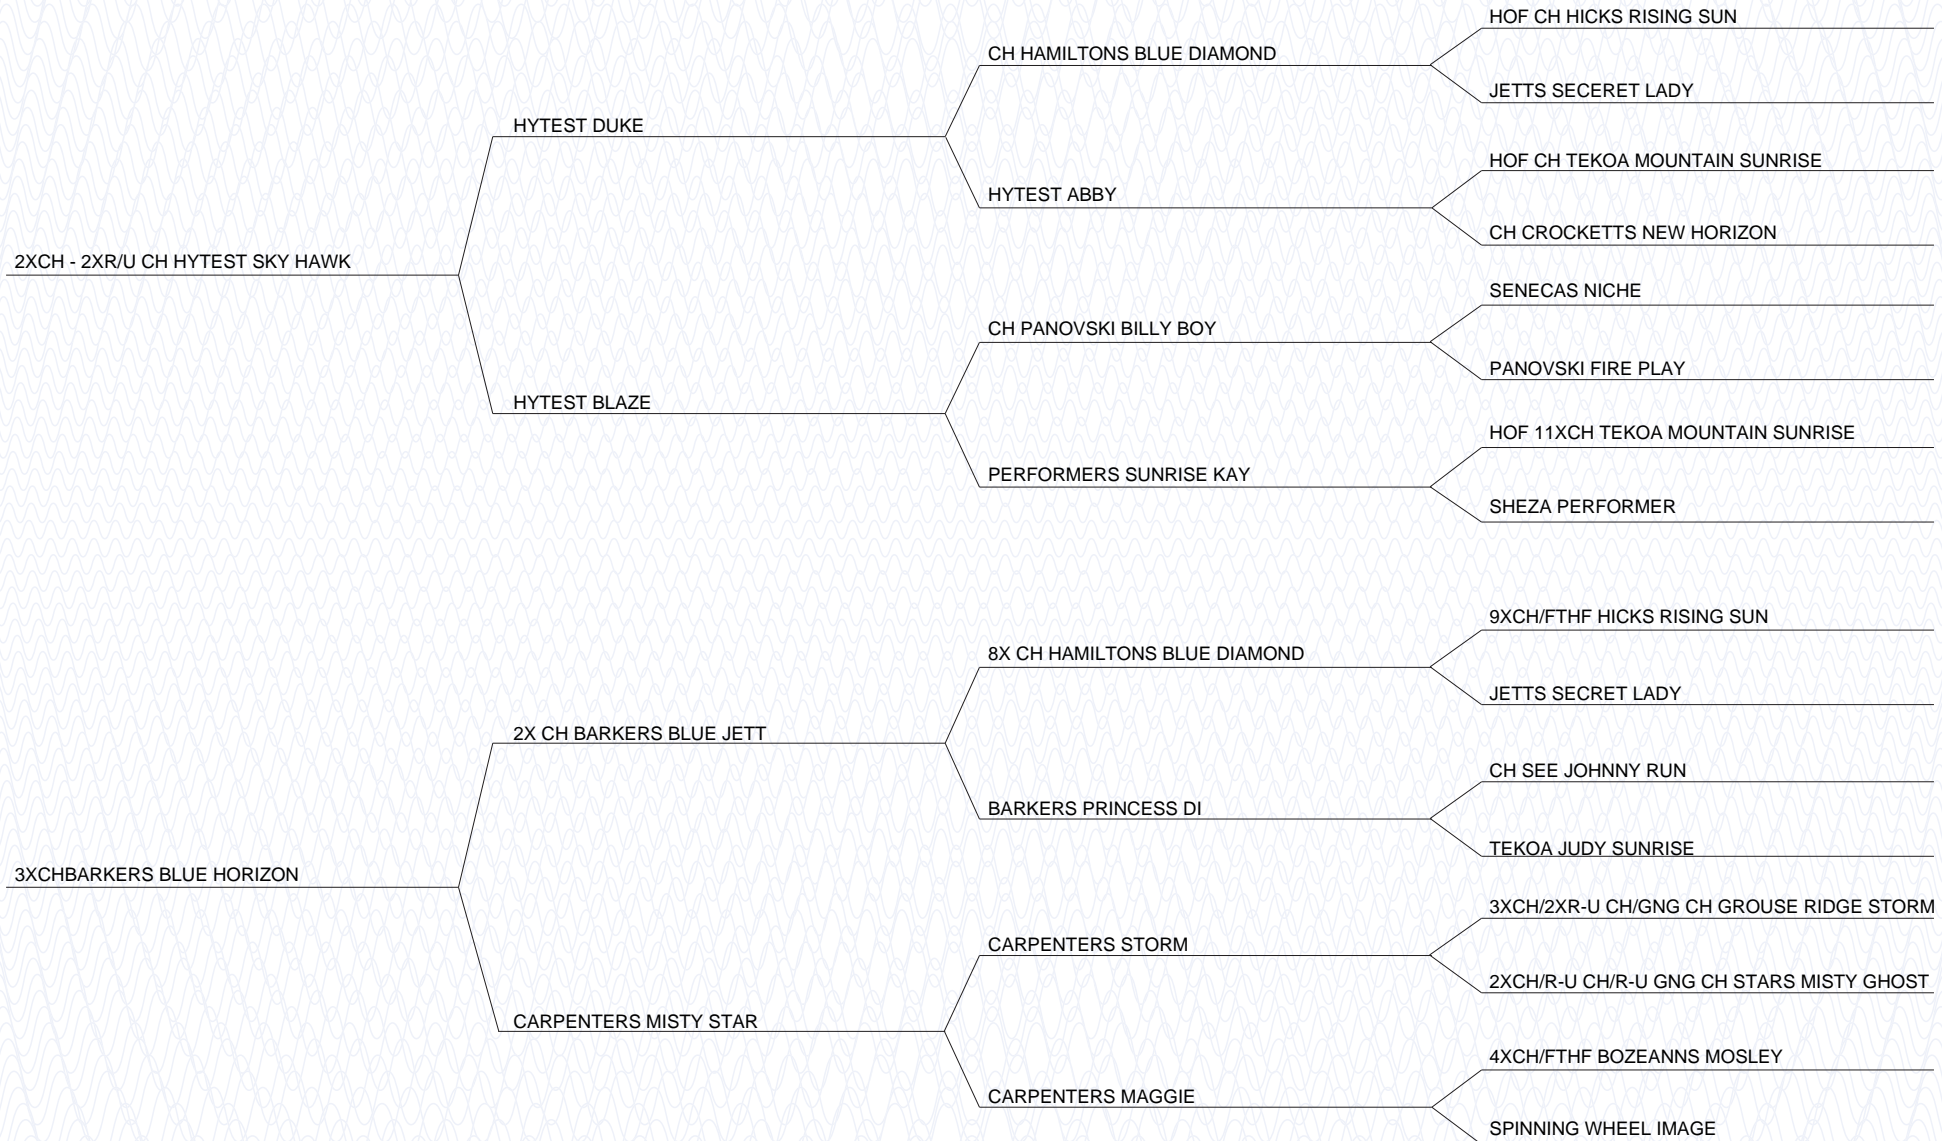 HOF CH HICKS RISING SUN
CH HAMILTONS BLUE DIAMOND
JETTS SECERET LADY
HYTEST DUKE
HOF CH TEKOA MOUNTAIN SUNRISE
HYTEST ABBY
CH CROCKETTS NEW HORIZON
2XCH - 2XR/U CH HYTEST SKY HAWK
SENECAS NICHE
CH PANOVSKI BILLY BOY
PANOVSKI FIRE PLAY
HYTEST BLAZE
HOF 11XCH TEKOA MOUNTAIN SUNRISE
PERFORMERS SUNRISE KAY
SHEZA PERFORMER
9XCH/FTHF HICKS RISING SUN
8X CH HAMILTONS BLUE DIAMOND
JETTS SECRET LADY
2X CH BARKERS BLUE JETT
CH SEE JOHNNY RUN
BARKERS PRINCESS DI
TEKOA JUDY SUNRISE
3XCHBARKERS BLUE HORIZON
3XCH/2XR-U CH/GNG CH GROUSE RIDGE STORM
CARPENTERS STORM
2XCH/R-U CH/R-U GNG CH STARS MISTY GHOST
CARPENTERS MISTY STAR
4XCH/FTHF BOZEANNS MOSLEY
CARPENTERS MAGGIE
SPINNING WHEEL IMAGE